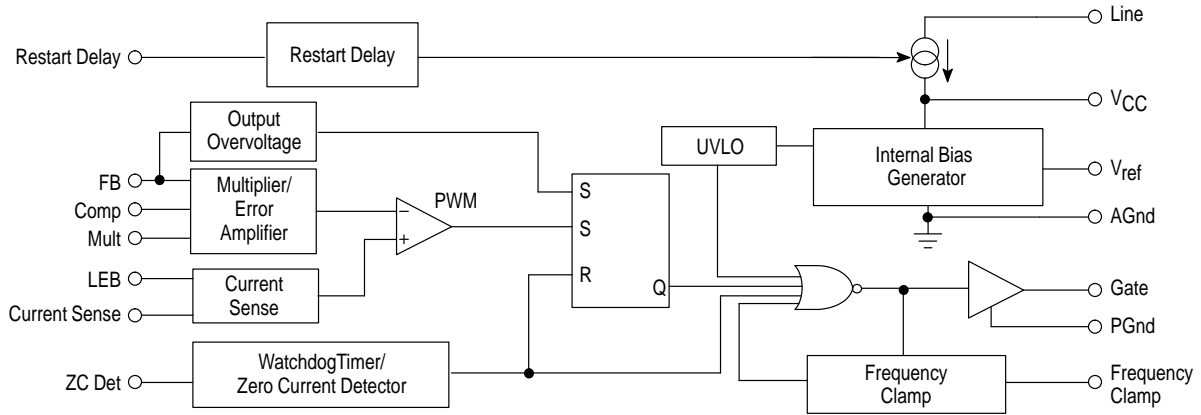 Line
Restart Delay
Restart Delay
VCC
Output
Overvoltage
UVLO
Internal Bias
Generator
FB
Multiplier/
Error
Amplifier
Vref
Comp
PWM
S
−
Mult
S
+
AGnd
LEB
Current
Sense
R
Q
Gate
Current Sense
PGnd
ZC Det
WatchdogTimer/
Zero Current Detector
Frequency
Clamp
Frequency
Clamp